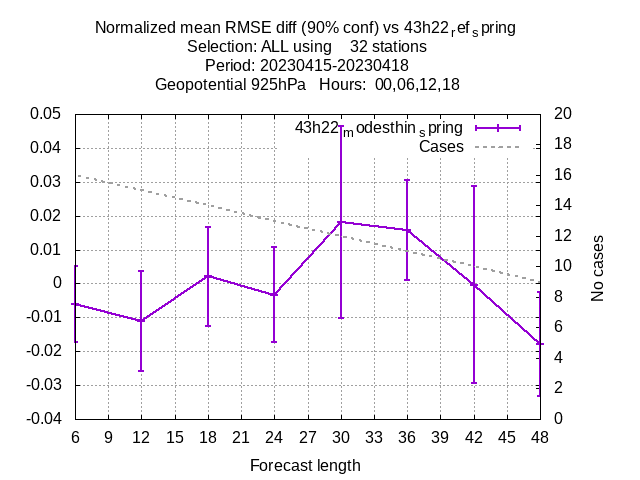 Normalized mean RMSE diff (90% conf) vs 43h22refspring
Selection: ALL using 32 stations
Period: 20230415-20230418
Geopotential 925hPa Hours: 00,06,12,18
43h22modesthinspring
Cases
0.05
0.04
0.03
0.02
0.01
0
-0.01
-0.02
-0.03
-0.04
20
18
16
14
12
10
8
6
4
2
0
No cases
6 9 12 15 18 21 24 27 30 33 36 39 42 45 48
Forecast length